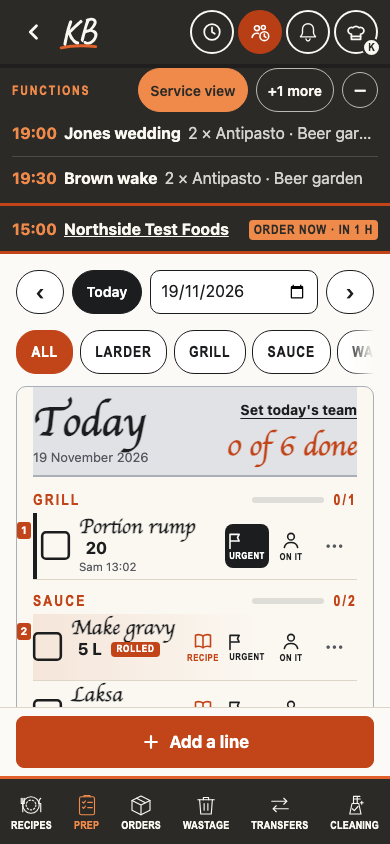 KB
K
FUNCTIONS Service view +1 more −
19:00 Jones wedding 2 × Antipasto · Beer gar...
19:30 Brown wake 2 × Antipasto · Beer garden
15:00 Northside Test Foods ORDER NOW · IN 1 H
‹ Today 19/11/2026 ›
ALL LARDER GRILL SAUCE WA
Today Set today's team
19 November 2026 0 of 6 done
GRILL 0/1
1 Portion rump
20 URGENT ON IT ...
Sam 13:02
SAUCE 0/2
2 Make gravy
5 L ROLLED RECIPE URGENT ON IT ...
Laksa
+ Add a line
RECIPES PREP ORDERS WASTAGE TRANSFERS CLEANING